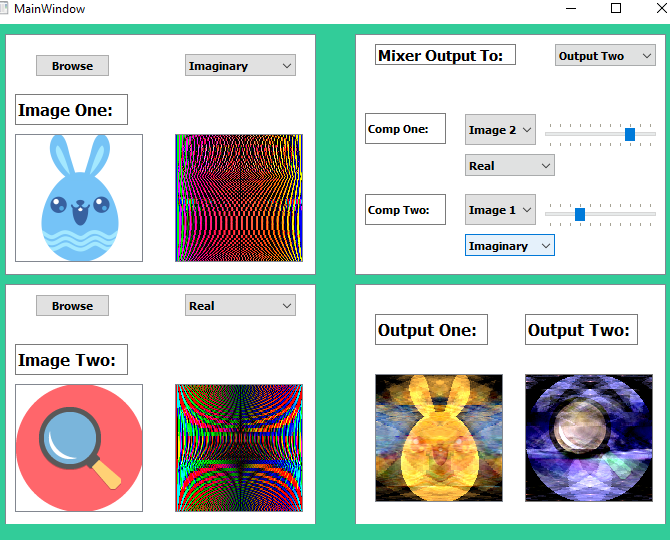 MainWindow
Browse
Imaginary
Image One:
Mixer Output To:
Output Two
Comp One:
Image 2
Real
Comp Two:
Image 1
Imaginary
Browse
Real
Image Two:
Output One:
Output Two: